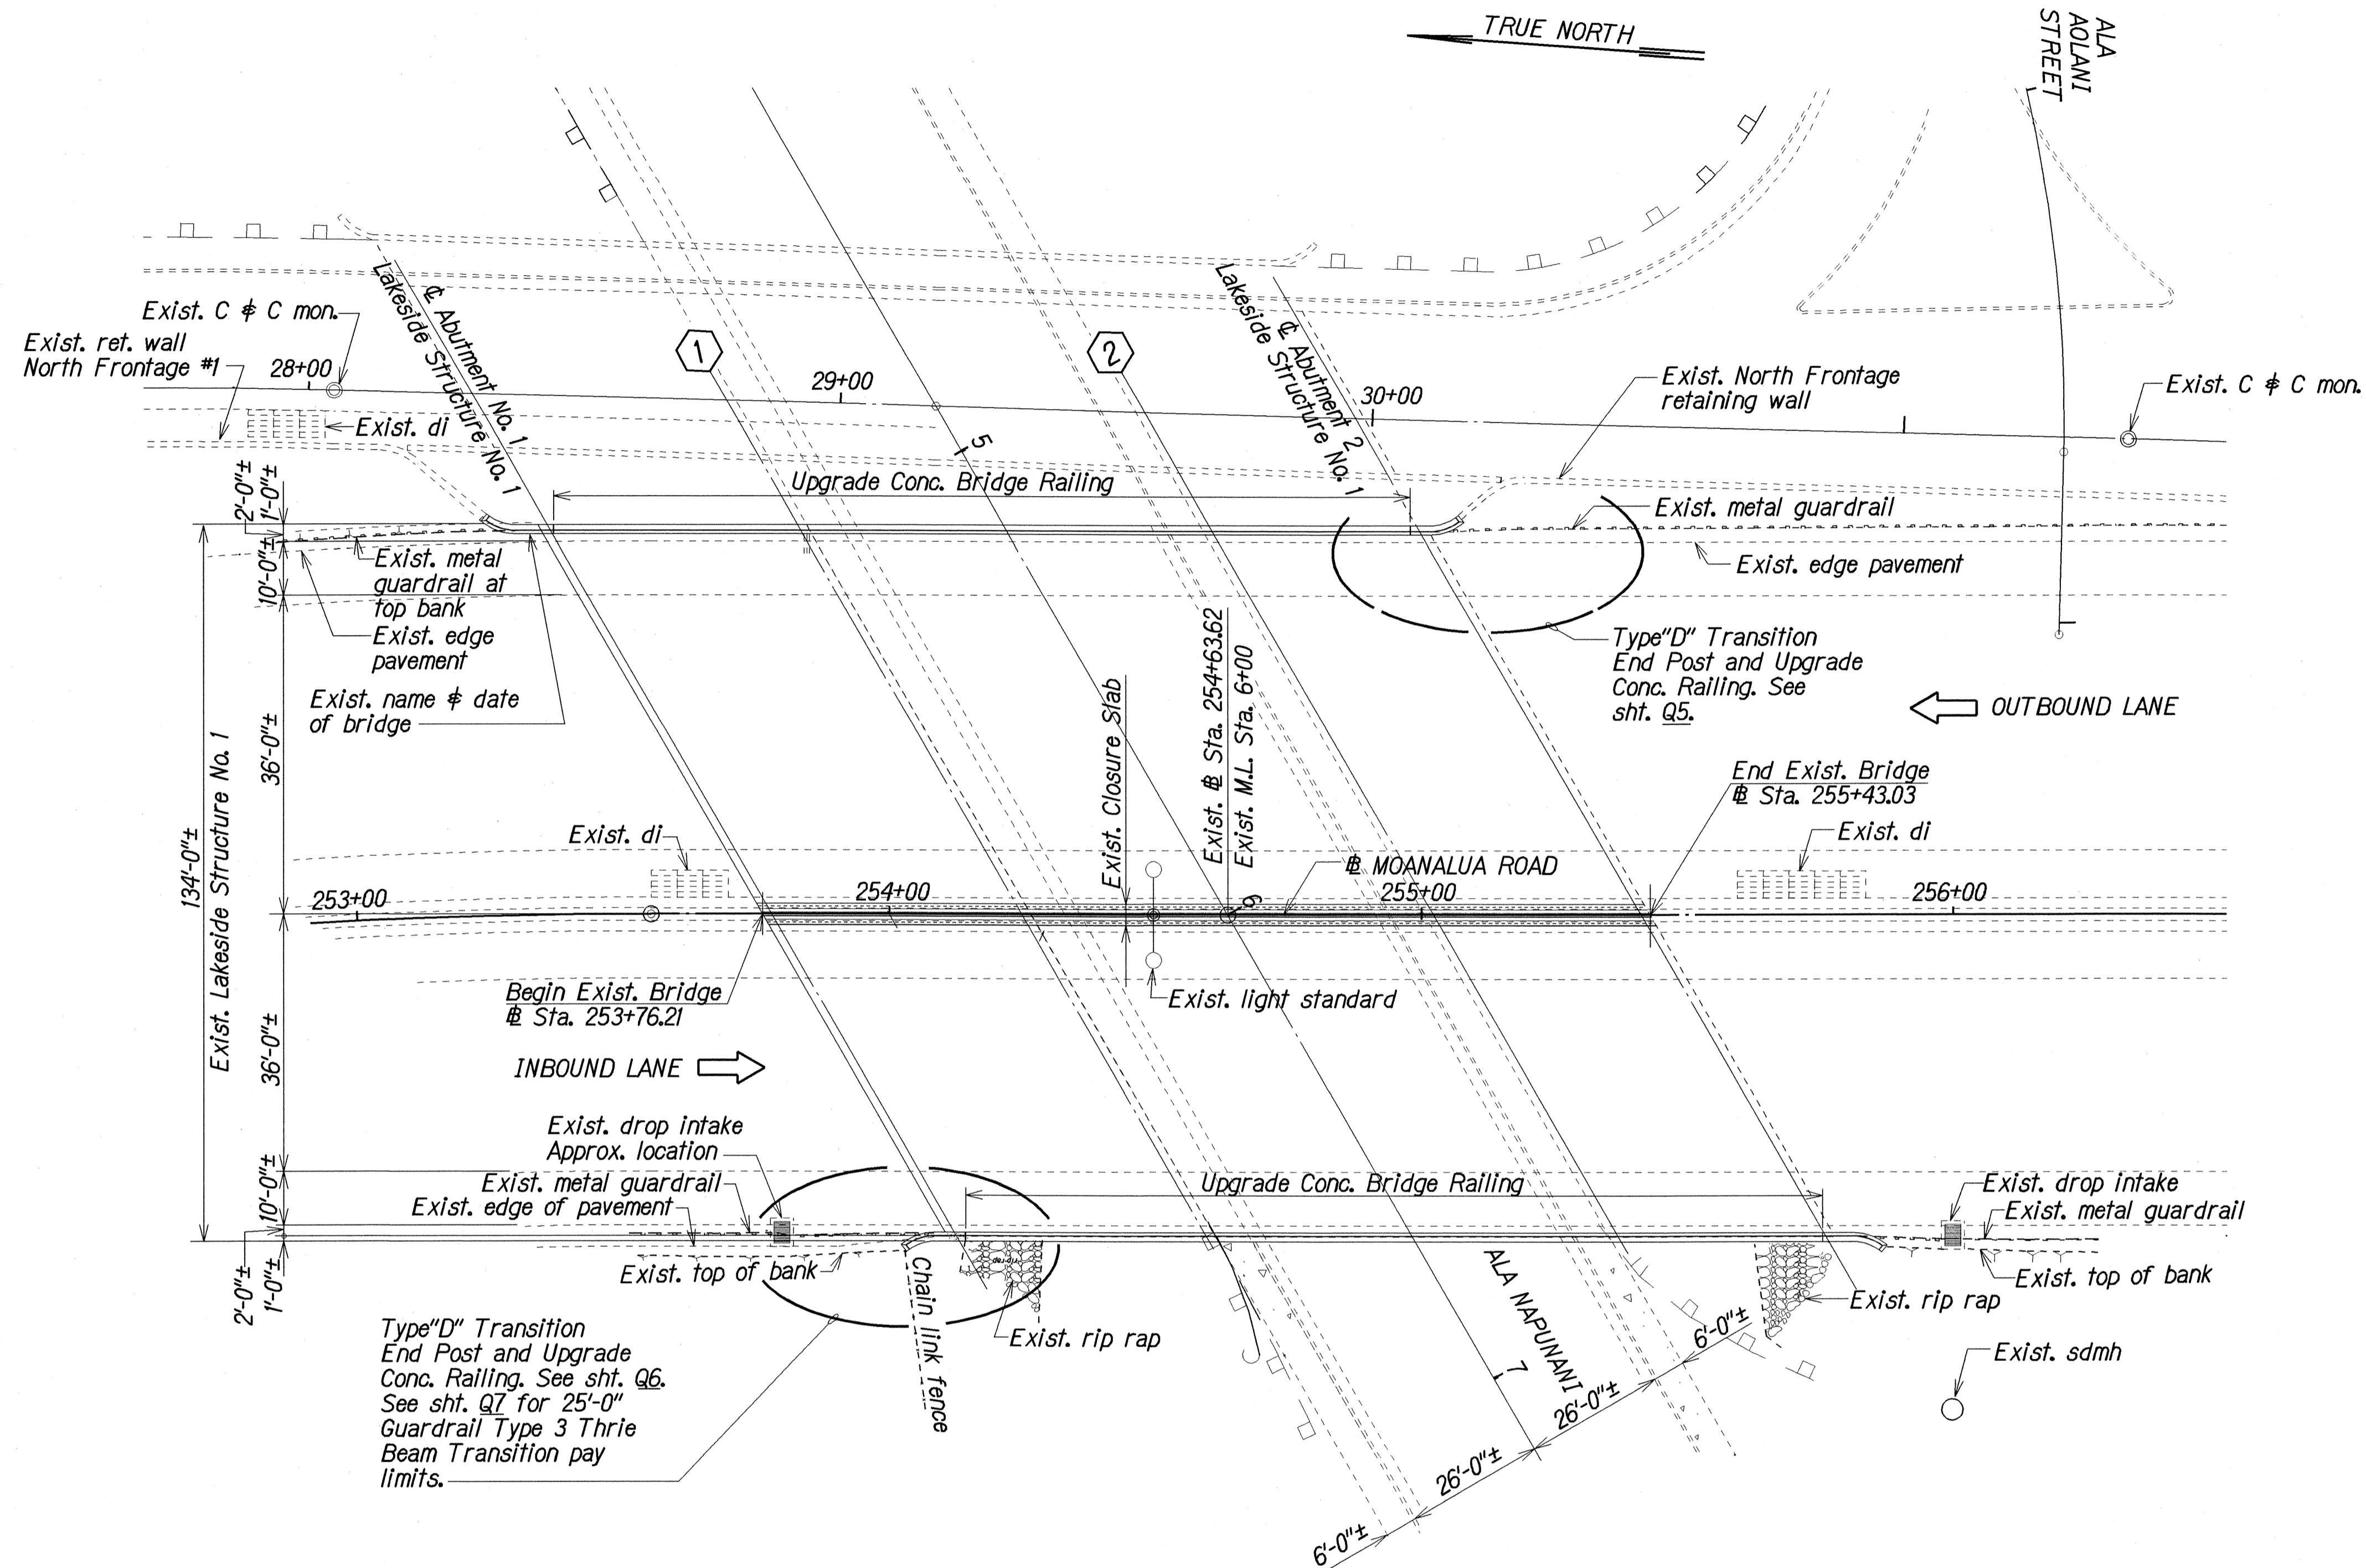 TRUE NORTH
ALA
AOLANI
STREET
Exist. C & C mon.
Exist. ret. wall
North Frontage #1
28+00
29+00
30+00
℄ Abutment No. 1
Lakeside Structure No. 1
1
2
℄ Abutment 2
Lakeside Structure No. 1
Exist. North Frontage
retaining wall
Exist. C & C mon.
Exist. di
5
Upgrade Conc. Bridge Railing
Exist. metal guardrail
Exist. edge pavement
2'-0"±
1'-0"±
10'-0"±
Exist. metal
guardrail at
top bank
Exist. edge
pavement
Exist. name & date
of bridge
36'-0"±
134'-0"±
Exist. Lakeside Structure No. 1
Type"D" Transition
End Post and Upgrade
Conc. Railing. See
sht. Q5.
OUTBOUND LANE
Exist. Closure Slab
Exist. BL Sta. 254+63.62
Exist. M.L. Sta. 6+00
End Exist. Bridge
BL Sta. 255+43.03
Exist. di
Exist. di
BL MOANALUA ROAD
253+00
254+00
6
255+00
256+00
Begin Exist. Bridge
BL Sta. 253+76.21
Exist. light standard
36'-0"±
INBOUND LANE
Exist. drop intake
Approx. location
Exist. metal guardrail
Exist. edge of pavement
Upgrade Conc. Bridge Railing
Exist. drop intake
Exist. metal guardrail
10'-0"±
2'-0"±
1'-0"±
Exist. top of bank
rip rap
Exist. top of bank
Exist. rip rap
Chain link fence
Exist. rip rap
ALA NAPUNANI
7
6'-0"±
26'-0"±
26'-0"±
6'-0"±
Exist. sdmh
Type"D" Transition
End Post and Upgrade
Conc. Railing. See sht. Q6.
See sht. Q7 for 25'-0"
Guardrail Type 3 Thrie
Beam Transition pay
limits.